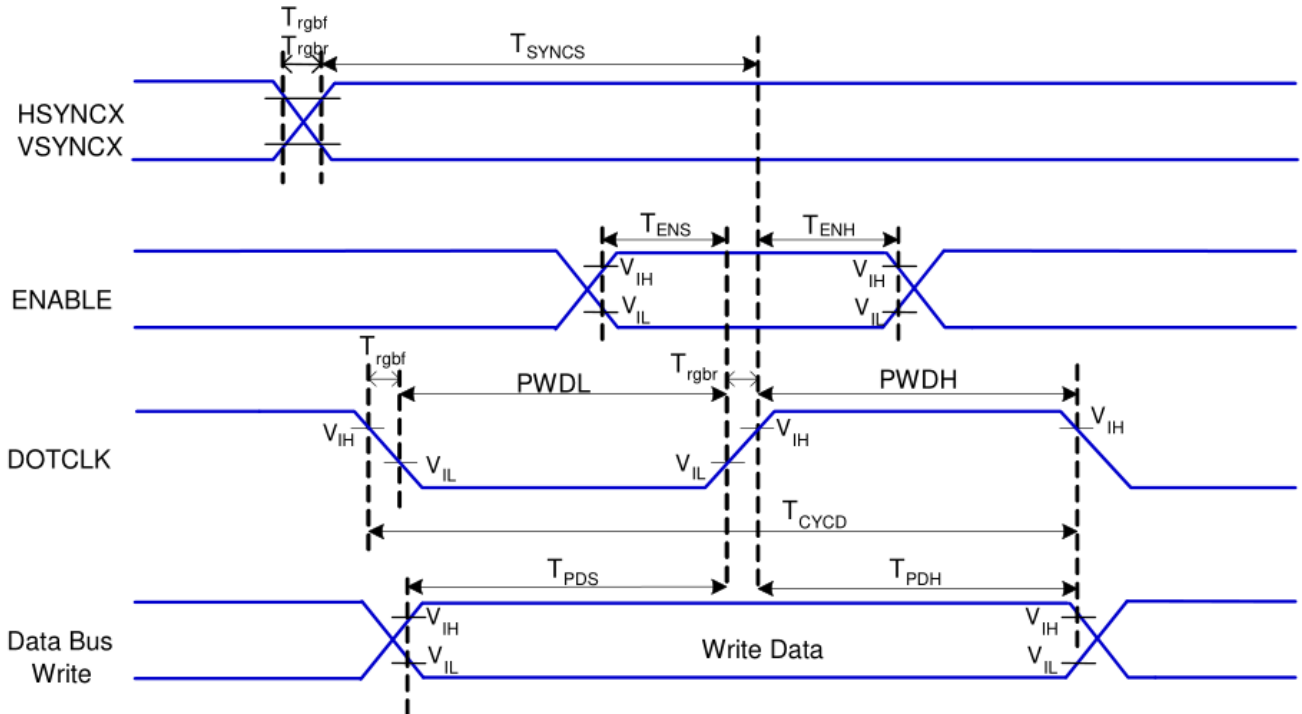 Trgbf
Trgbr
TSYNCS
HSYNCX
VSYNCX
TENS
TENH
ENABLE
VIH
VIH
VIL
VIL
Trgbf
PWDL
Trgbr
PWDH
DOTCLK
VIH
VIH
VIH
VIL
VIL
TCYCD
TPDS
TPDH
Data Bus
Write
VIH
VIH
Write Data
VIL
VIL